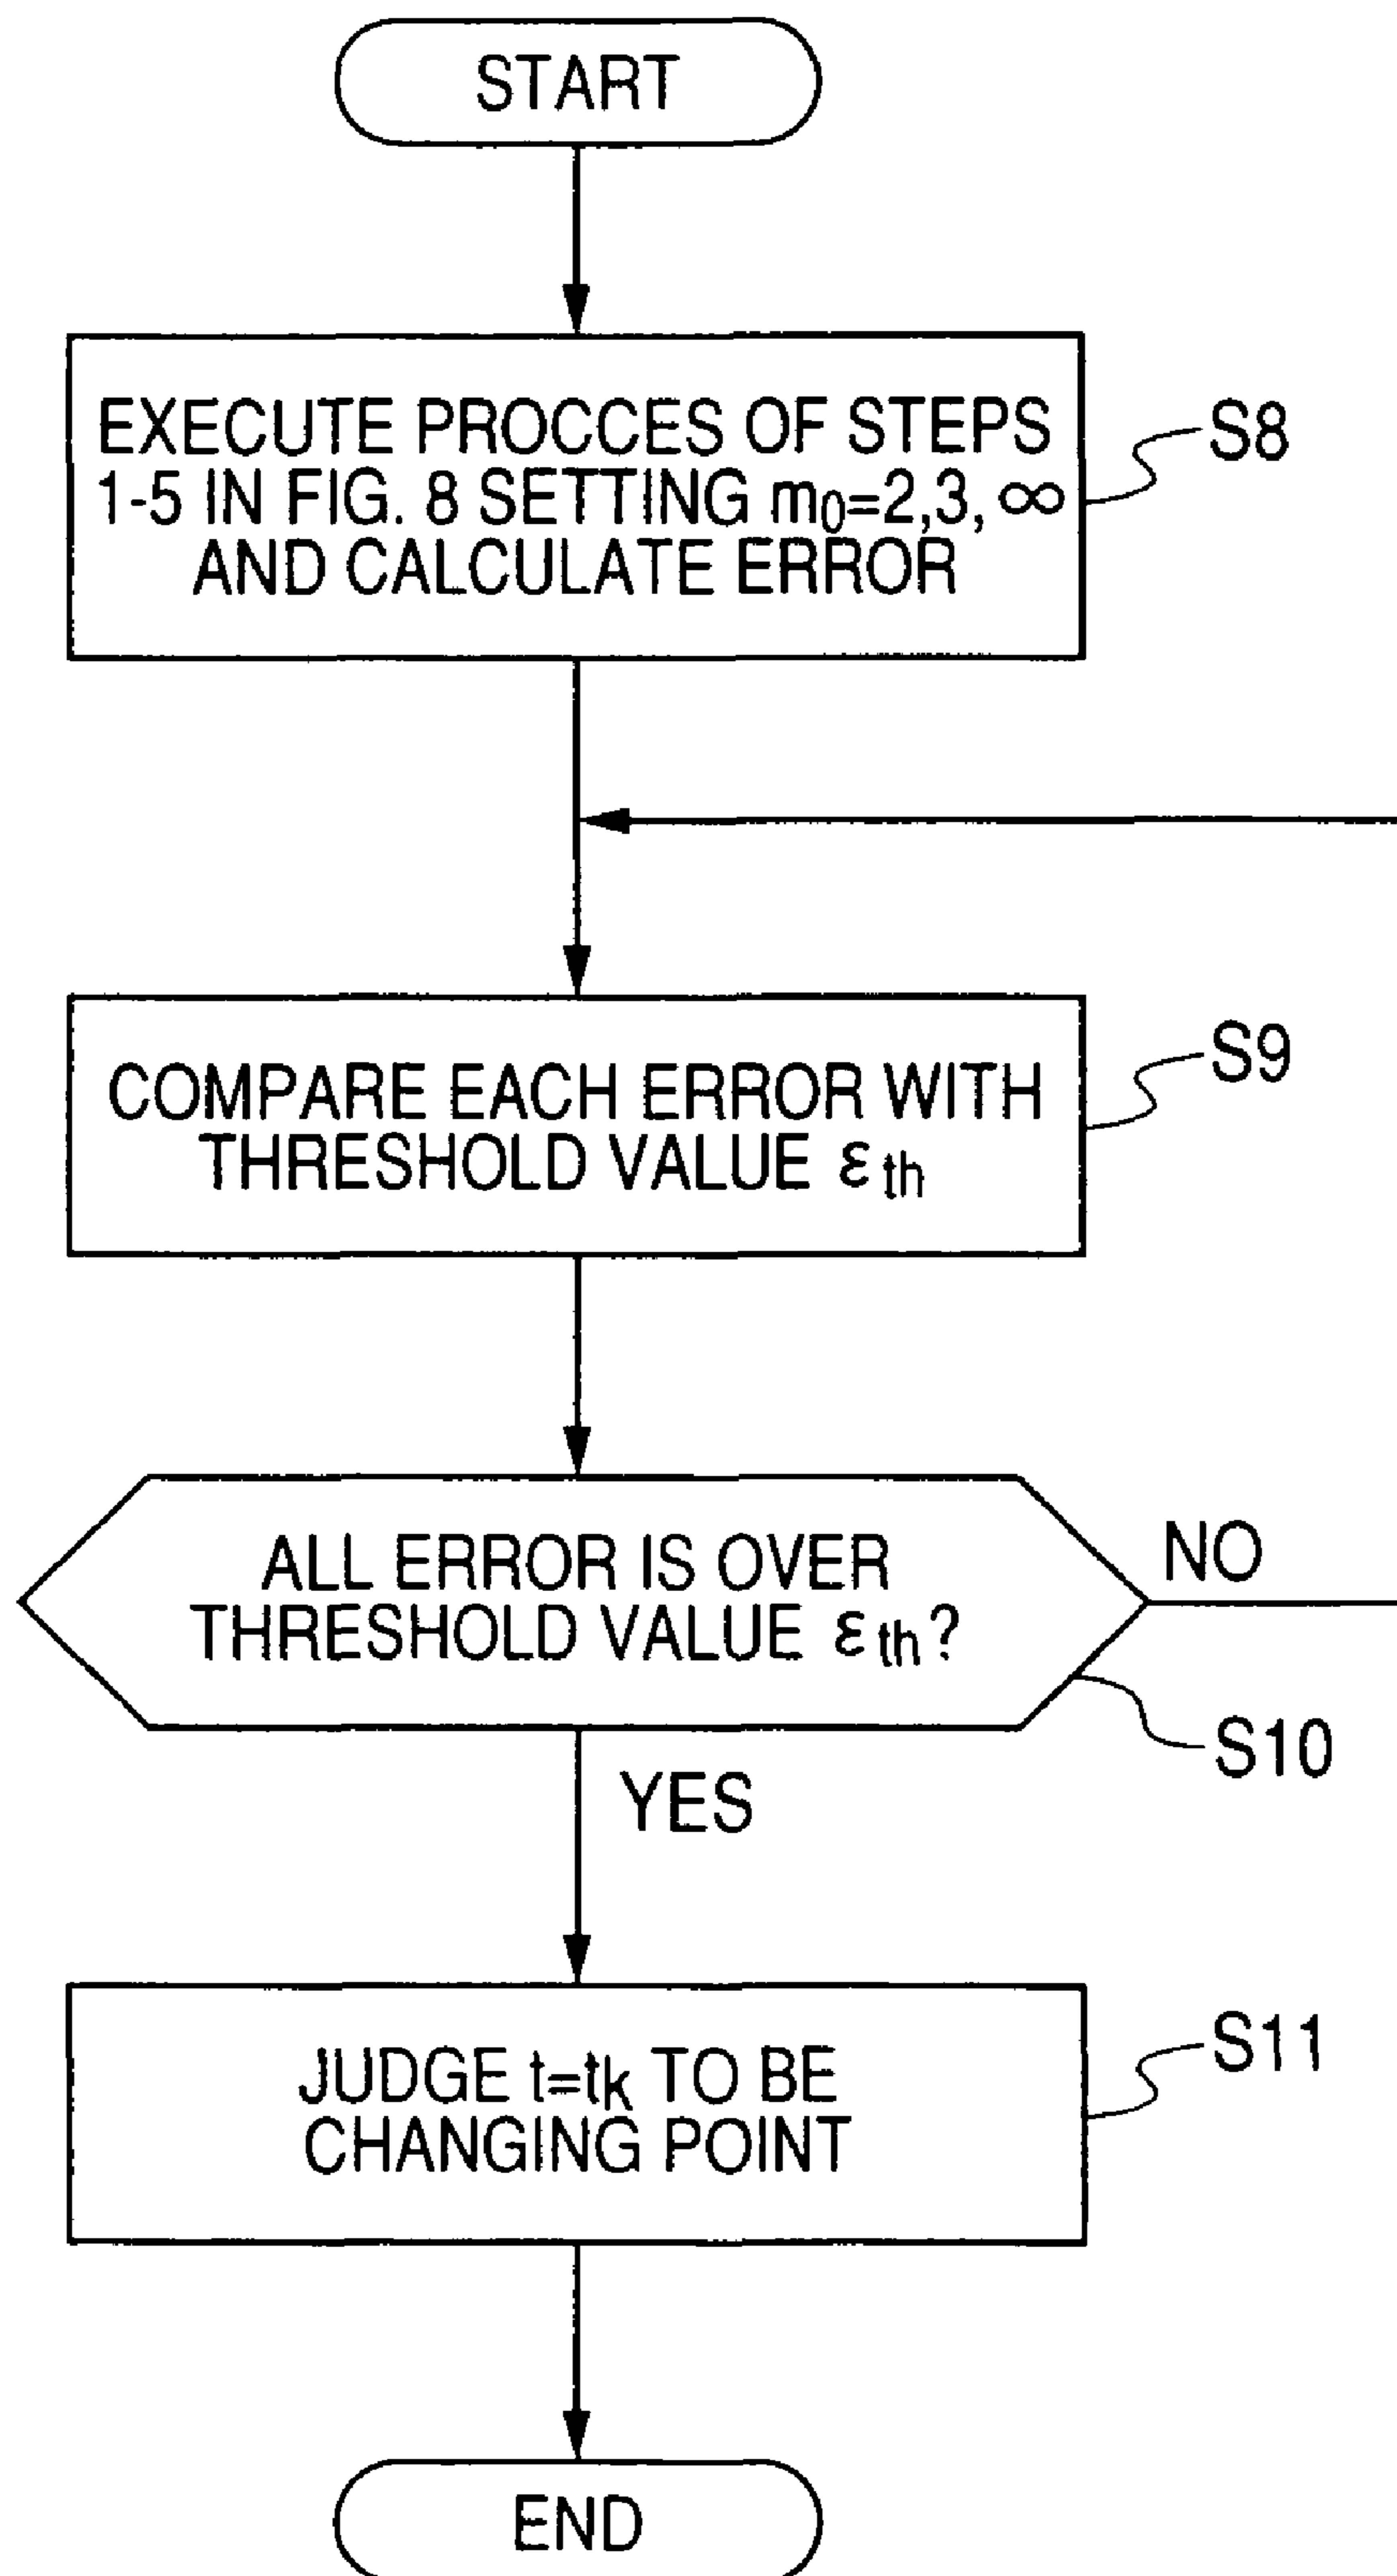 START
EXECUTE PROCCES OF STEPS
1-5 IN FIG. 8 SETTING m₀=2,3,∞
AND CALCULATE ERROR
S8
COMPARE EACH ERROR WITH
THRESHOLD VALUE ε th
S9
ALL ERROR IS OVER
THRESHOLD VALUE ε th?
NO
S10
YES
JUDGE t=tk TO BE
CHANGING POINT
S11
END